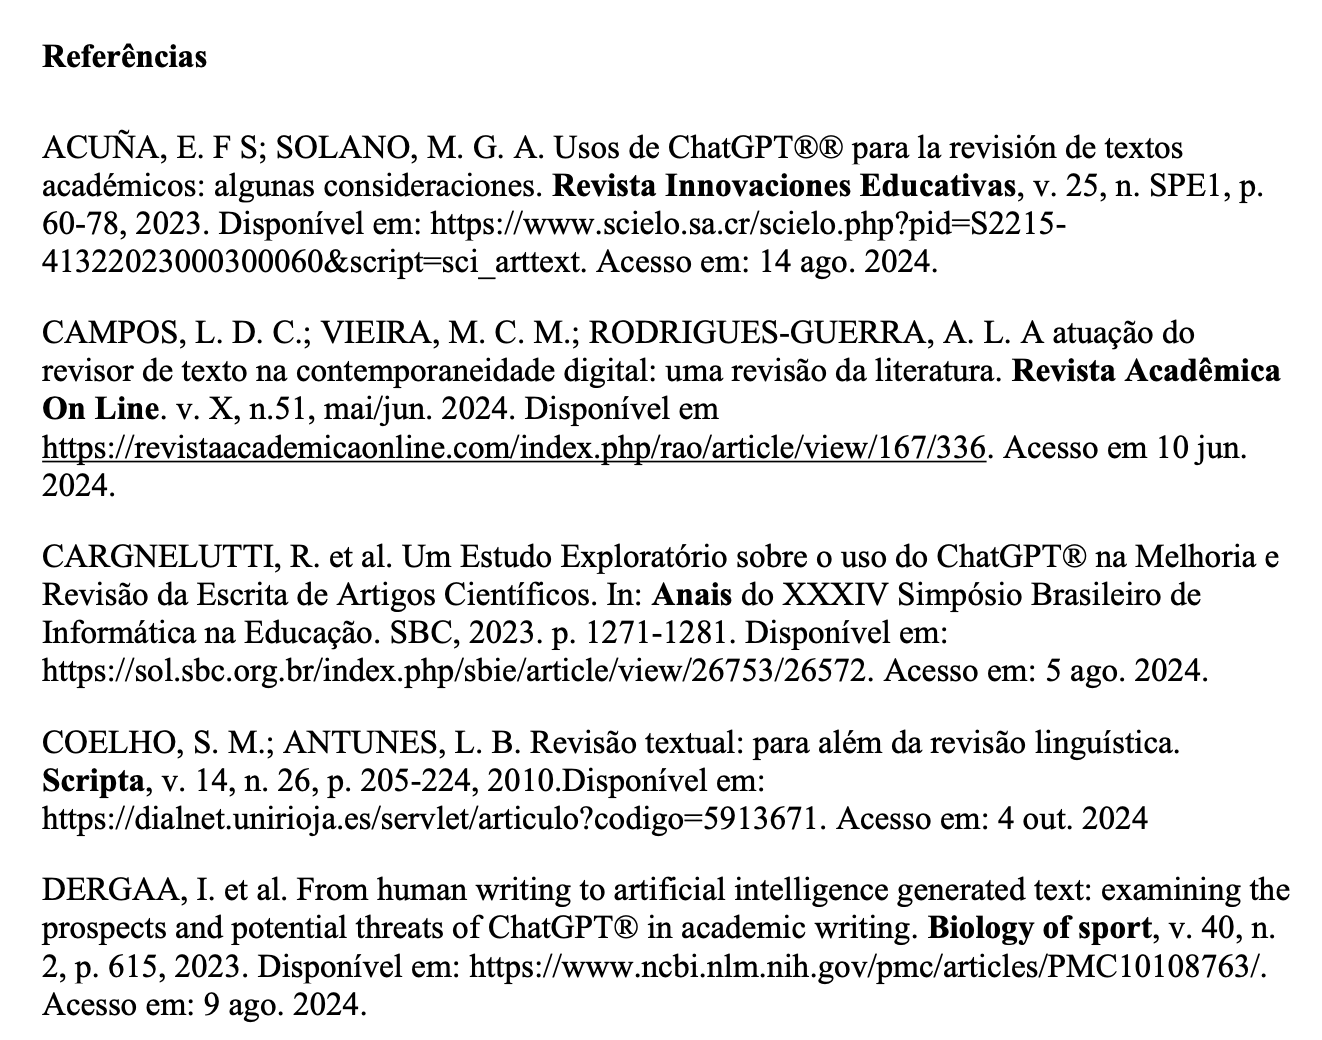 Referências
ACUÑA, E. F S; SOLANO, M. G. A. Usos de ChatGPT®® para la revisión de textos
académicos: algunas consideraciones. Revista Innovaciones Educativas, v. 25, n. SPE1, p.
60-78, 2023. Disponível em: https://www.scielo.sa.cr/scielo.php?pid=S2215-
41322023000300060&script=sci_arttext. Acesso em: 14 ago. 2024.
CAMPOS, L. D. C.; VIEIRA, M. C. M.; RODRIGUES-GUERRA, A. L. A atuação do
revisor de texto na contemporaneidade digital: uma revisão da literatura. Revista Acadêmica
On Line. v. X, n.51, mai/jun. 2024. Disponível em
https://revistaacademicaonline.com/index.php/rao/article/view/167/336. Acesso em 10 jun.
2024.
CARGNELUTTI, R. et al. Um Estudo Exploratório sobre o uso do ChatGPT® na Melhoria e
Revisão da Escrita de Artigos Científicos. In: Anais do XXXIV Simpósio Brasileiro de
Informática na Educação. SBC, 2023. p. 1271-1281. Disponível em:
https://sol.sbc.org.br/index.php/sbie/article/view/26753/26572. Acesso em: 5 ago. 2024.
COELHO, S. M.; ANTUNES, L. B. Revisão textual: para além da revisão linguística.
Scripta, v. 14, n. 26, p. 205-224, 2010.Disponível em:
https://dialnet.unirioja.es/servlet/articulo?codigo=5913671. Acesso em: 4 out. 2024
DERGAA, I. et al. From human writing to artificial intelligence generated text: examining the
prospects and potential threats of ChatGPT® in academic writing. Biology of sport, v. 40, n.
2, p. 615, 2023. Disponível em: https://www.ncbi.nlm.nih.gov/pmc/articles/PMC10108763/.
Acesso em: 9 ago. 2024.